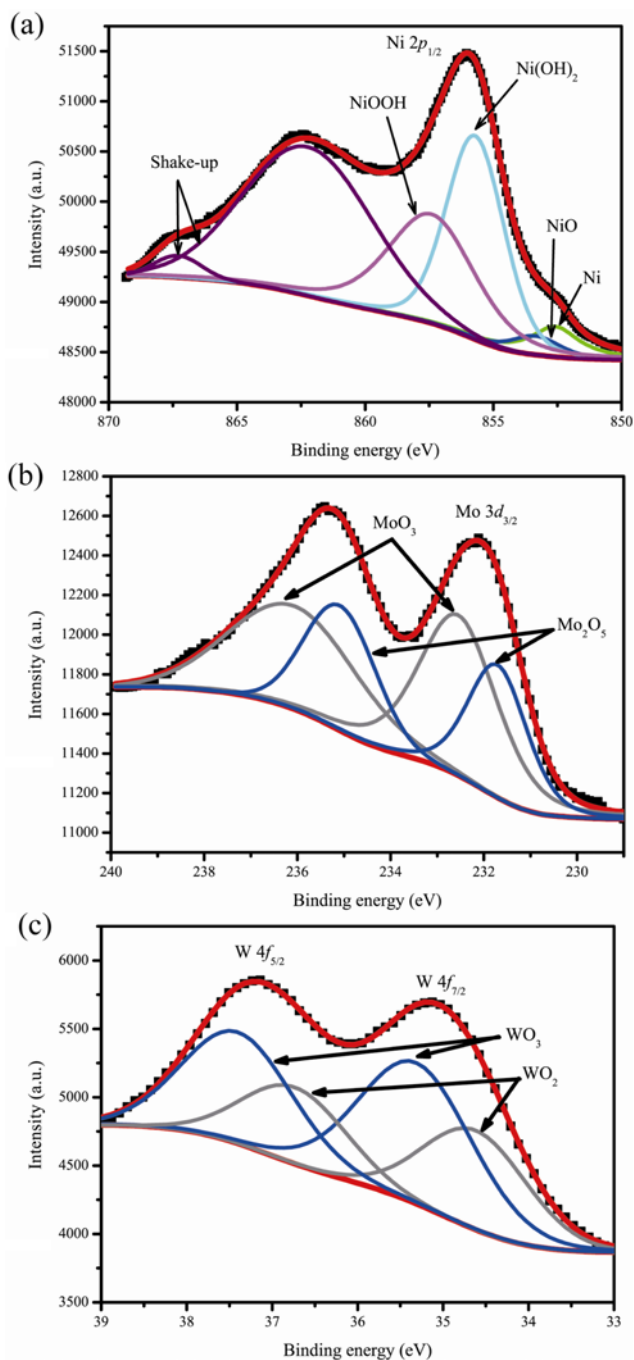 (a)
51500
51000
50500
50000
49500
49000
48500
48000
Intensity (a.u.)
Ni 2p1/2
Ni(OH)2
NiOOH
Shake-up
NiO
Ni
870 865 860 855 850
Binding energy (eV)
(b)
12800
12600
12400
12200
12000
11800
11600
11400
11200
11000
Intensity (a.u.)
MoO3
Mo 3d3/2
Mo2O5
240 238 236 234 232 230
Binding energy (eV)
(c)
6000
5500
5000
4500
4000
3500
Intensity (a.u.)
W 4f5/2
W 4f7/2
WO3
WO2
39 38 37 36 35 34 33
Binding energy (eV)